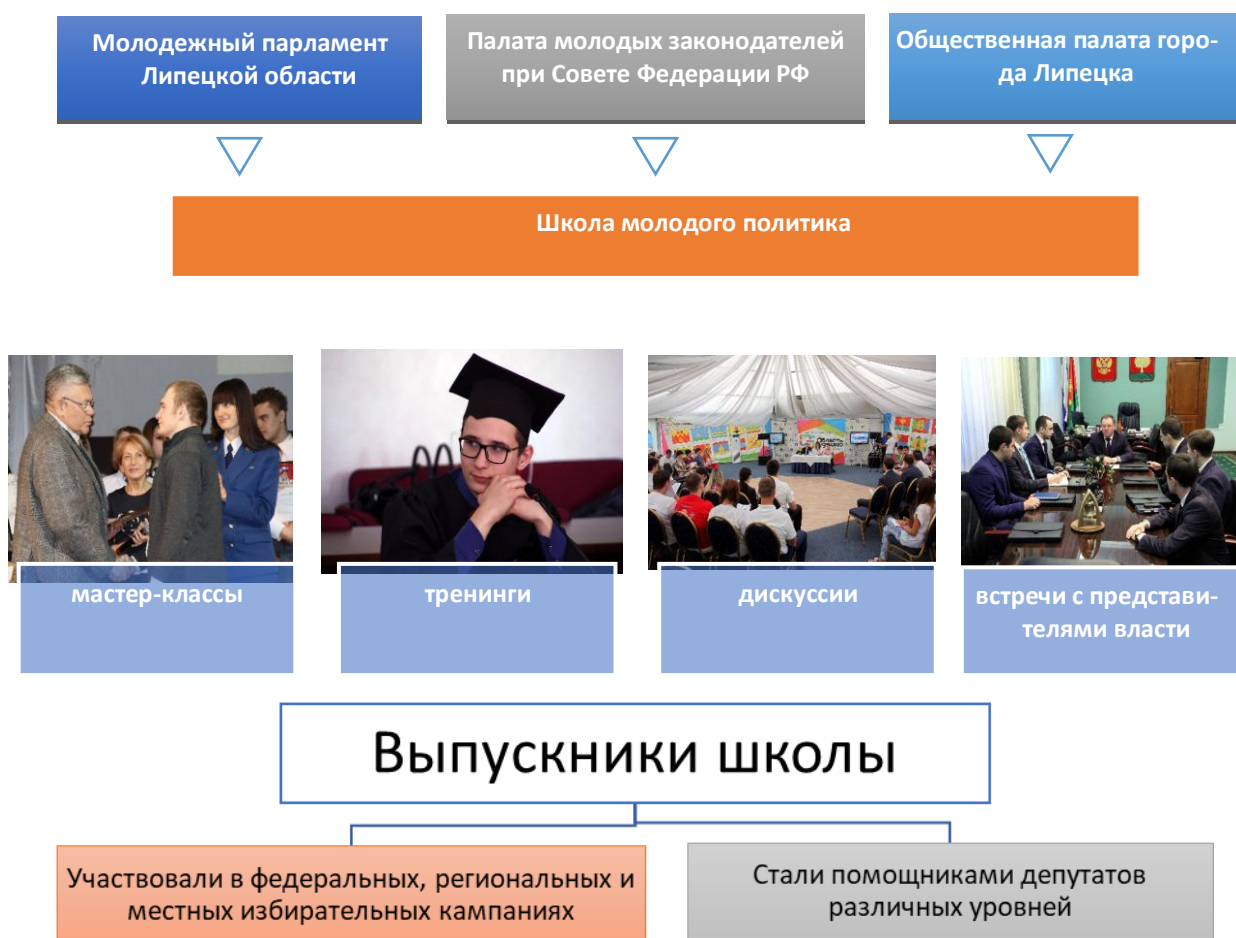 Молодежный парламент
Липецкой области
Палата молодых законодателей
при Совете Федерации РФ
Общественная палата горо-
да Липецка
Школа молодого политика
мастер-классы
тренинги
дискуссии
встречи с представи-
телями власти
Выпускники школы
Участвовали в федеральных, региональных и
местных избирательных кампаниях
Стали помощниками депутатов
различных уровней